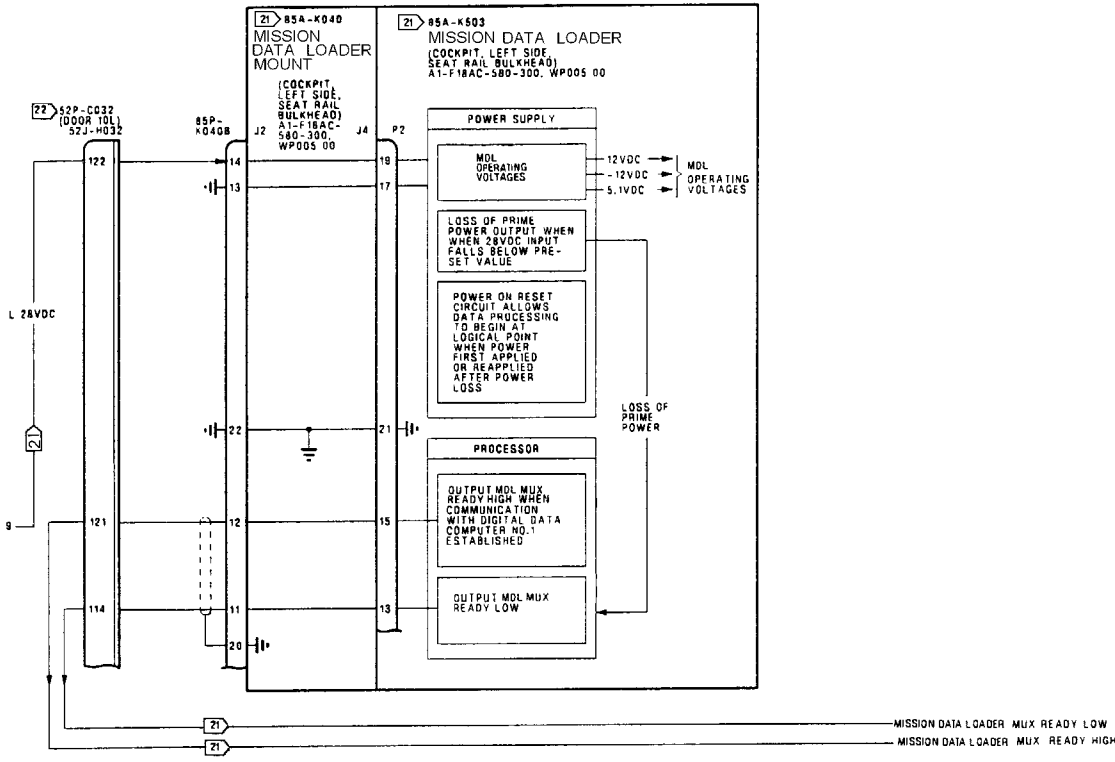 21 85A-K040
MISSION
DATA LOADER
MOUNT
(COCKPIT,
LEFT SIDE,
SEAT RAIL
BULKHEAD)
A1-F18AC-
580-300,
WP005 00
21 85A-K503
MISSION DATA LOADER
(COCKPIT, LEFT SIDE,
SEAT RAIL BULKHEAD)
A1-F18AC-580-300, WP005 00
22 52P-C032
(DOOR 10L)
52J-H032
85P-
K040B
J2
J4
P2
POWER SUPPLY
122
14
19
13
17
MDL
OPERATING
VOLTAGES
12VDC
-12VDC
5.1VDC
MDL
OPERATING
VOLTAGES
LOSS OF PRIME
POWER OUTPUT WHEN
WHEN 28VDC INPUT
FALLS BELOW PRE-
SET VALUE
POWER ON RESET
CIRCUIT ALLOWS
DATA PROCESSING
TO BEGIN AT
LOGICAL POINT
WHEN POWER
FIRST APPLIED
OR REAPPLIED
AFTER POWER
LOSS
L 28VDC
LOSS OF
PRIME
POWER
21
22
21
PROCESSOR
OUTPUT MDL MUX
READY HIGH WHEN
COMMUNICATION
WITH DIGITAL DATA
COMPUTER NO.1
ESTABLISHED
9
121
12
15
OUTPUT MDL MUX
READY LOW
114
11
13
20
21
MISSION DATA LOADER MUX READY LOW
21
MISSION DATA LOADER MUX READY HIGH